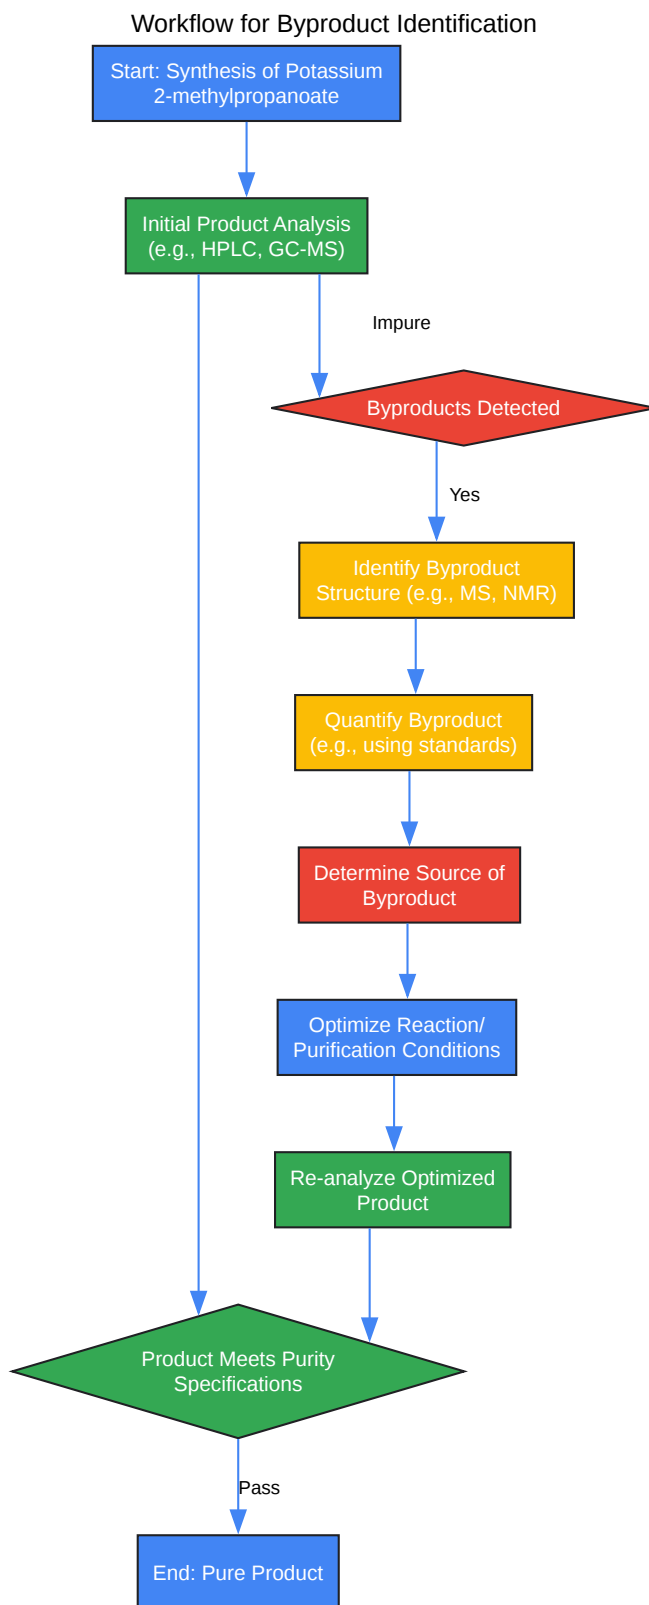 Workflow for Byproduct Identification
Start: Synthesis of Potassium
2-methylpropanoate
Initial Product Analysis
(e.g., HPLC, GC-MS)
Impure
Byproducts Detected
Yes
Identify Byproduct
Structure (e.g., MS, NMR)
Quantify Byproduct
(e.g., using standards)
Determine Source of
Byproduct
Optimize Reaction/
Purification Conditions
Re-analyze Optimized
Product
Product Meets Purity
Specifications
Pass
End: Pure Product